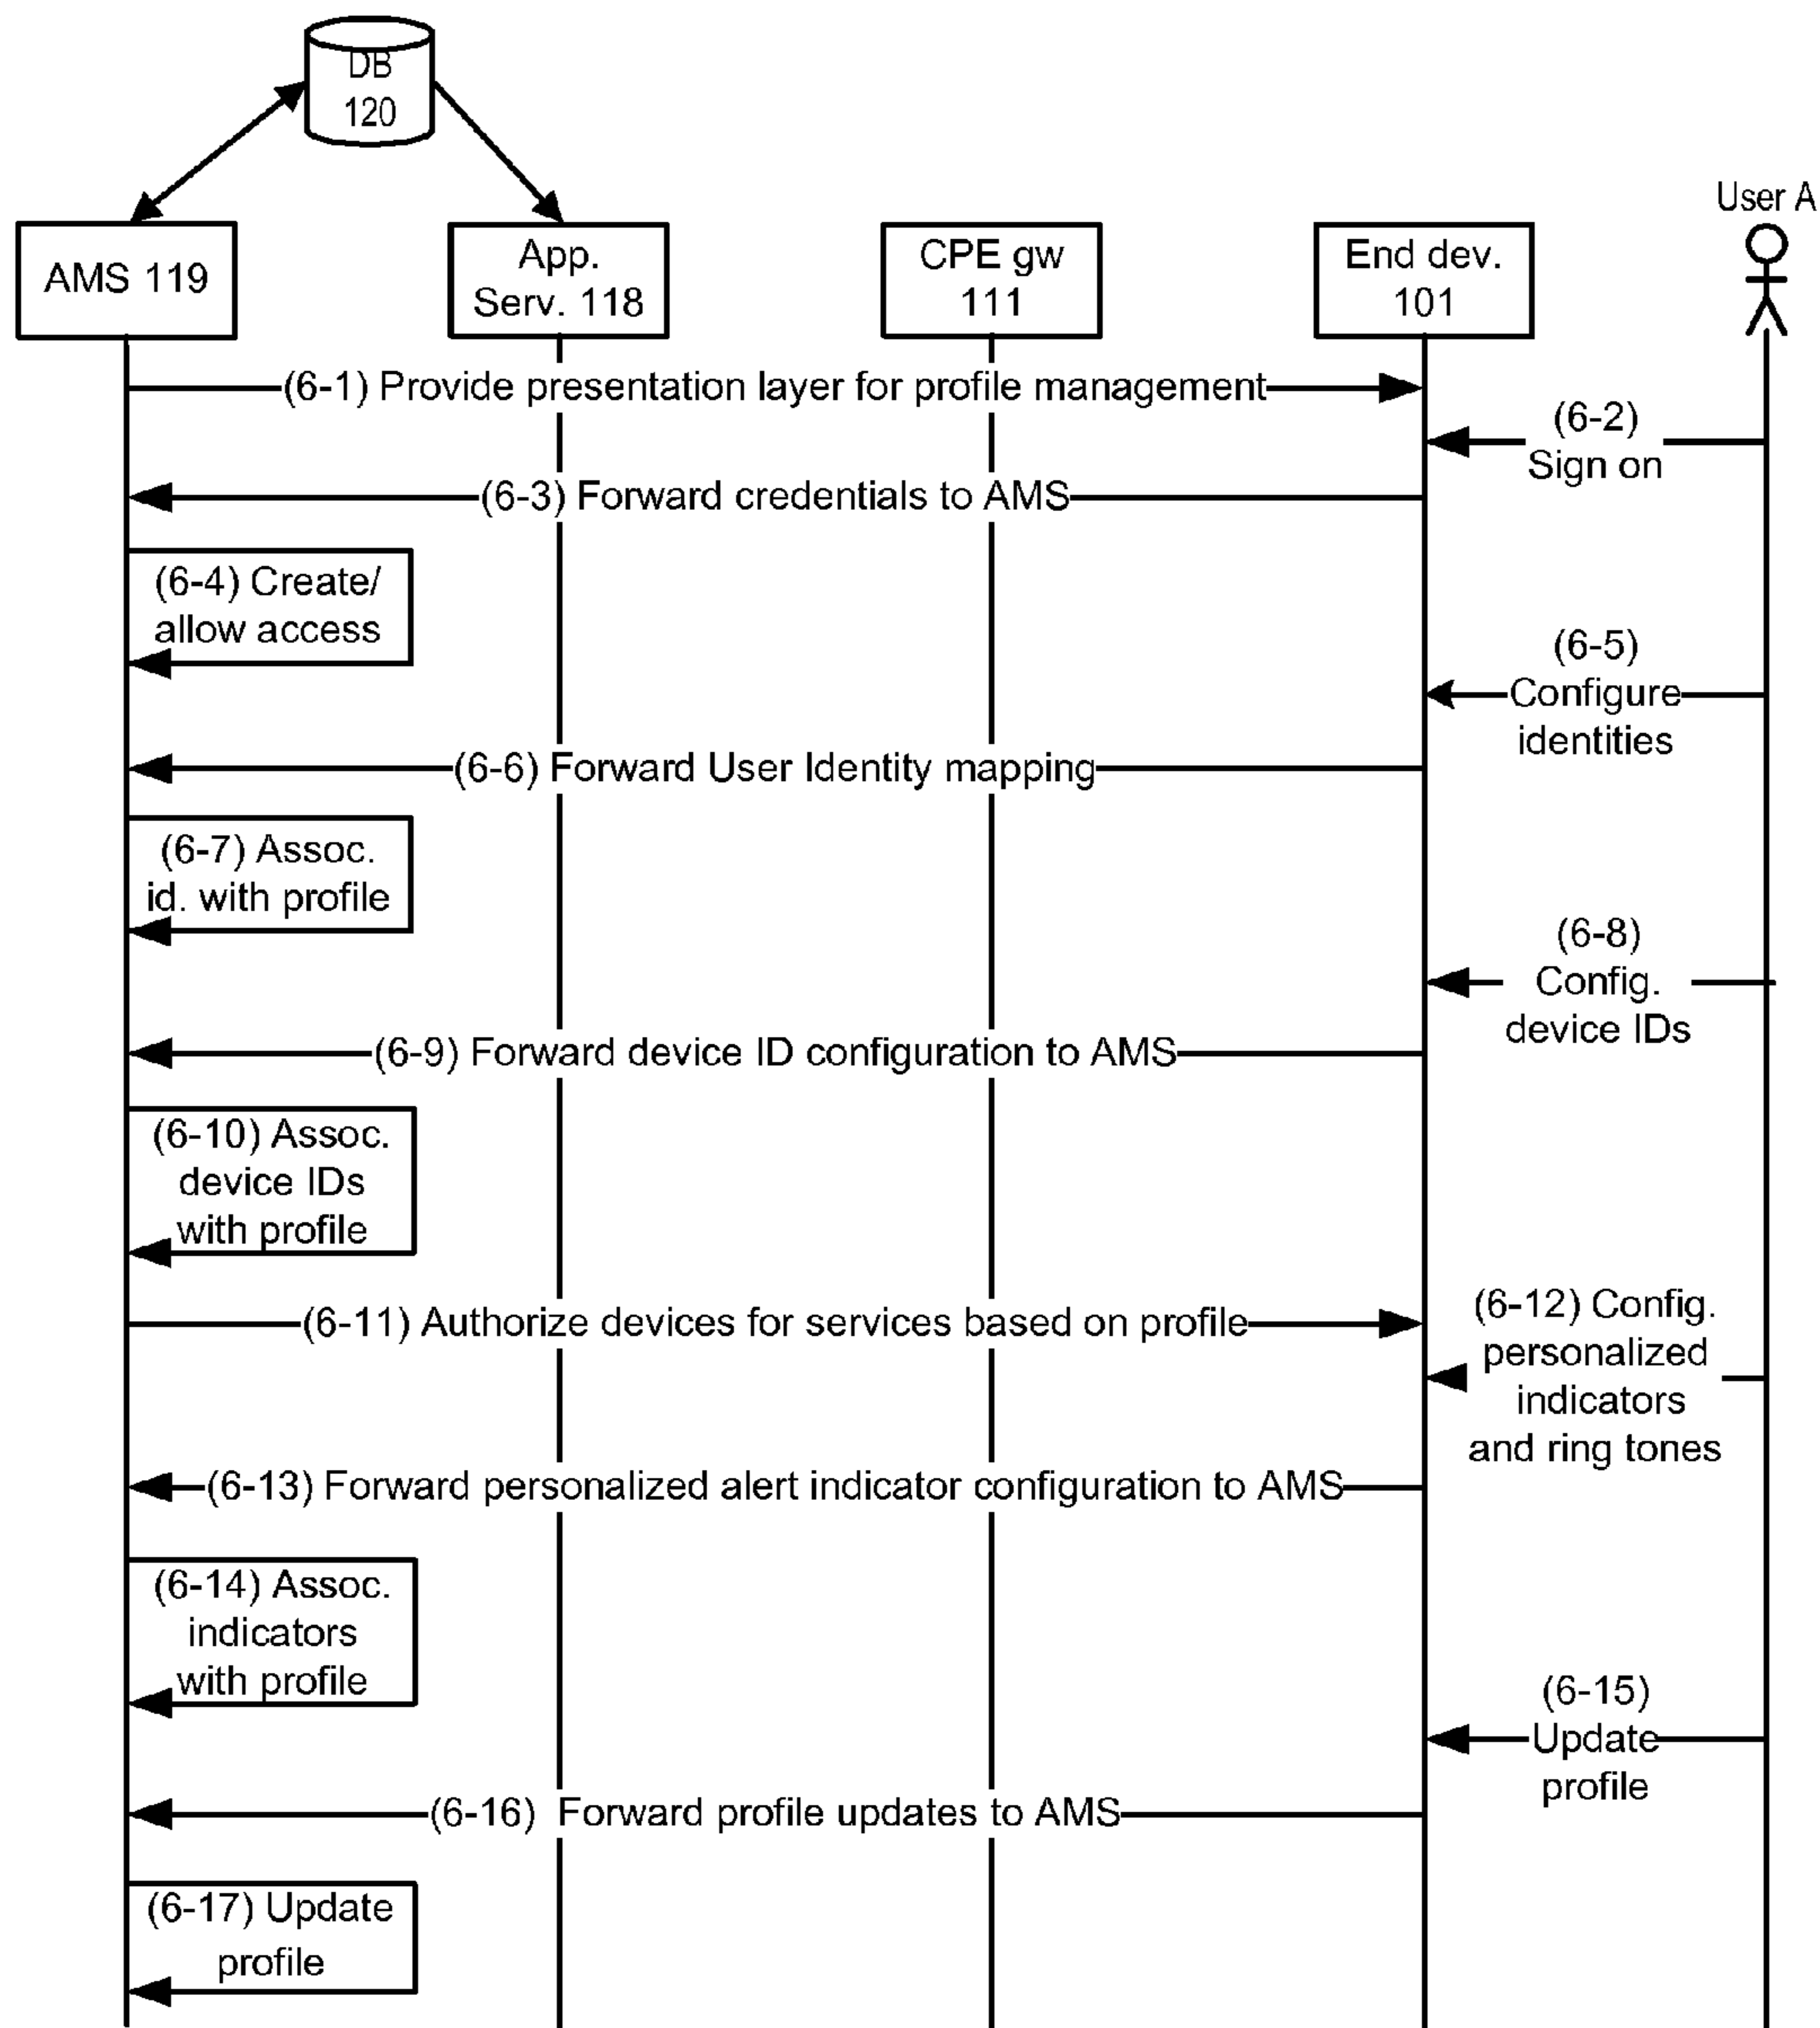 DB
120
User A
AMS 119
App.
Serv. 118
CPE gw
111
End dev.
101
(6-1) Provide presentation layer for profile management
(6-2)
Sign on
(6-3) Forward credentials to AMS
(6-4) Create/
allow access
(6-5)
Configure
identities
(6-6) Forward User Identity mapping
(6-7) Assoc.
id. with profile
(6-8)
Config.
device IDs
(6-9) Forward device ID configuration to AMS
(6-10) Assoc.
device IDs
with profile
(6-11) Authorize devices for services based on profile
(6-12) Config.
personalized
indicators
and ring tones
(6-13) Forward personalized alert indicator configuration to AMS
(6-14) Assoc.
indicators
with profile
(6-15)
Update
profile
(6-16) Forward profile updates to AMS
(6-17) Update
profile